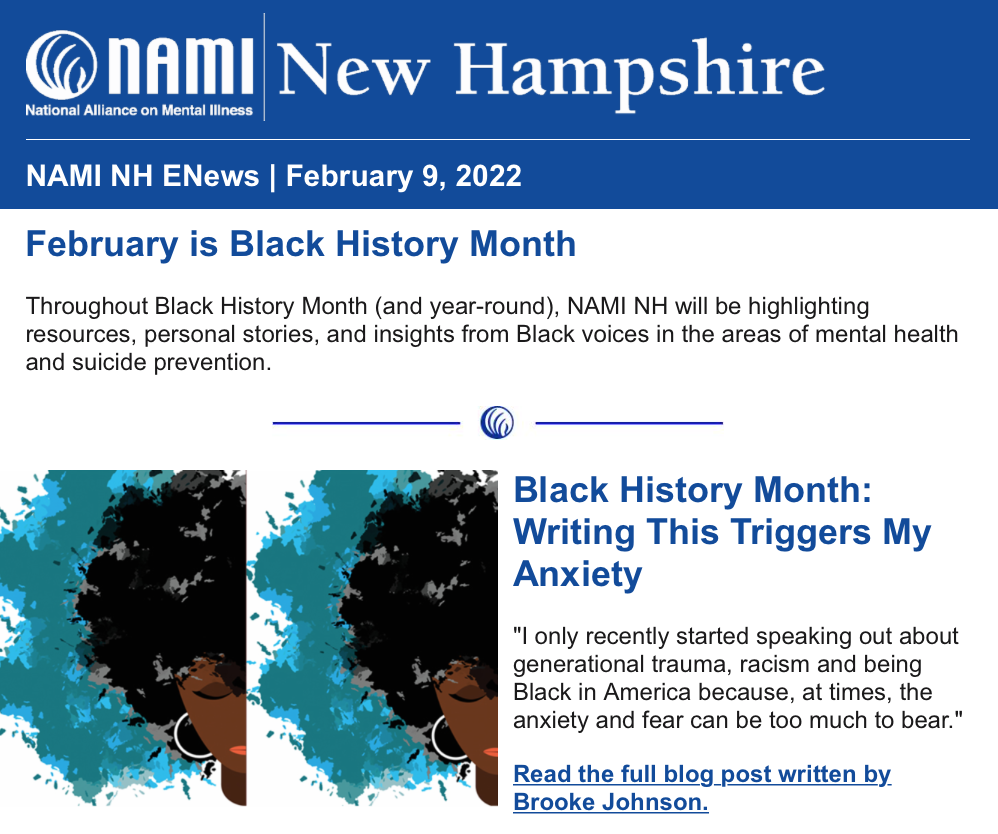 NAMI
National Alliance on Mental Illness
New Hampshire
NAMI NH ENews | February 9, 2022
February is Black History Month
Throughout Black History Month (and year-round), NAMI NH will be highlighting
resources, personal stories, and insights from Black voices in the areas of mental health
and suicide prevention.
Black History Month:
Writing This Triggers My
Anxiety
"I only recently started speaking out about
generational trauma, racism and being
Black in America because, at times, the
anxiety and fear can be too much to bear."
Read the full blog post written by
Brooke Johnson.